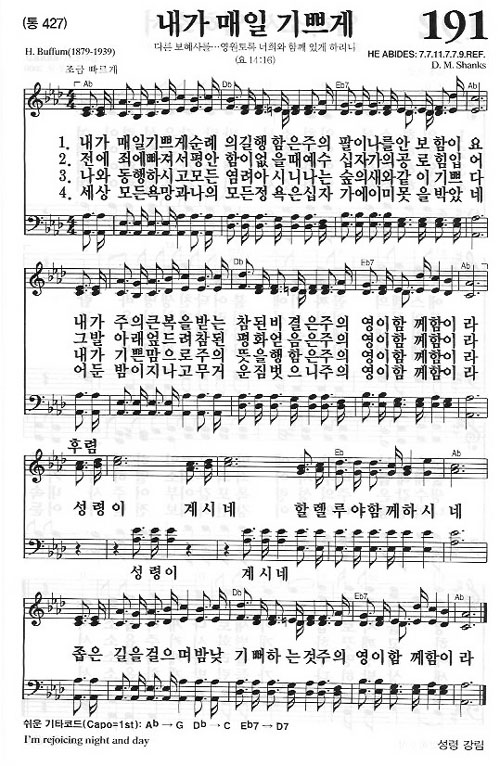 (통 427)
내가 매일 기쁘게
191
H. Buffum(1879-1939)
다른 보혜사를…영원토록 너희와 함께 있게 하리니
(요 14:16)
HE ABIDES: 7.7.11.7.7.9.REF.
D. M. Shanks
조금 빠르게
Ab Db Eb7 Ab
1. 내가 매일기쁘게순례 의길행함은주의 팔이나를안 보함이 요
2. 전에 죄에빠져서평안 함이없을때예수 십자가의공 로힘입 어
3. 나와 동행하시고모든 염려아시니나는 숲의새와같 이기쁘 다
4. 세상 모든욕망과나의 모든정욕은십자 가에이미못 을박았 네
Db Eb7 Ab
내가 주의큰복을받는 참된비결은주의 영이함께함이 라
그발 아래엎드려참된 평화얻음은주의 영이함께함이 라
내가 기쁜맘으로주의 뜻을행함은주의 영이함께함이 라
어둔 밤이지나고무거 운짐벗으니주의 영이함께함이 라
후렴
Eb Ab
성령이 계시네 할렐루야함께하시 네
성령이 계시네
Db Eb7 Ab
좁은 길을걸으며밤낮 기뻐하는것주의 영이함께함이 라
쉬운 기타코드(Capo=1st): Ab → G Db → C Eb7 → D7
I'm rejoicing night and day
성령 강림